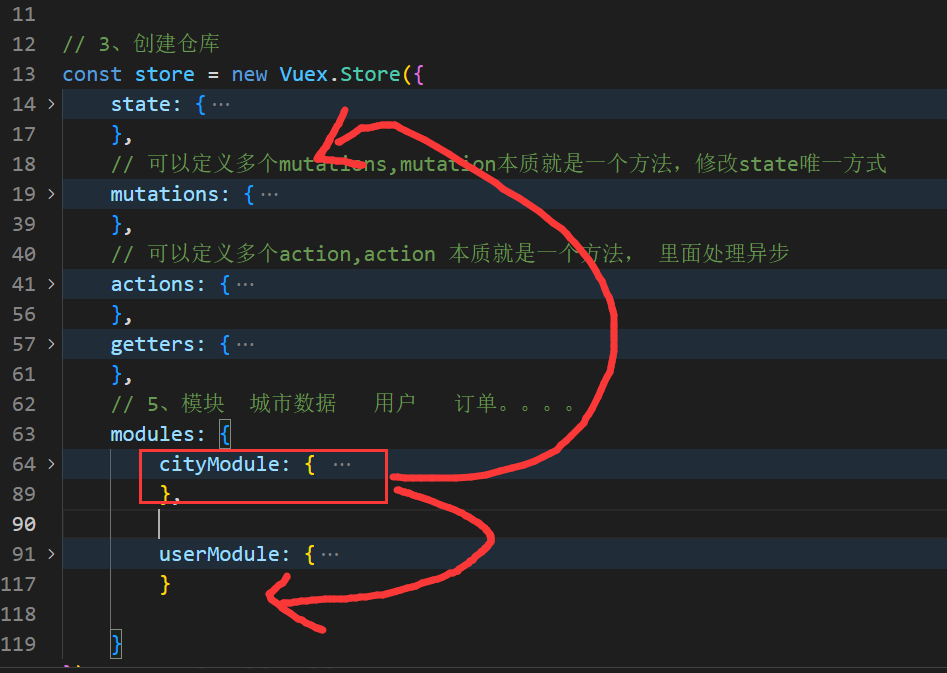 11
12 // 3、创建仓库
13 const store = new Vuex.Store({
14 > state: { ···
17 },
18 // 可以定义多个mutations,mutation本质就是一个方法，修改state唯一方式
19 > mutations: { ···
39 },
40 // 可以定义多个action,action 本质就是一个方法， 里面处理异步
41 > actions: { ···
56 },
57 > getters: { ···
61 },
62 // 5、模块 城市数据 用户 订单。。。。
63 modules: {
64 > cityModule: { ···
89 },
90
91 > userModule: { ···
117 }
118
119 }